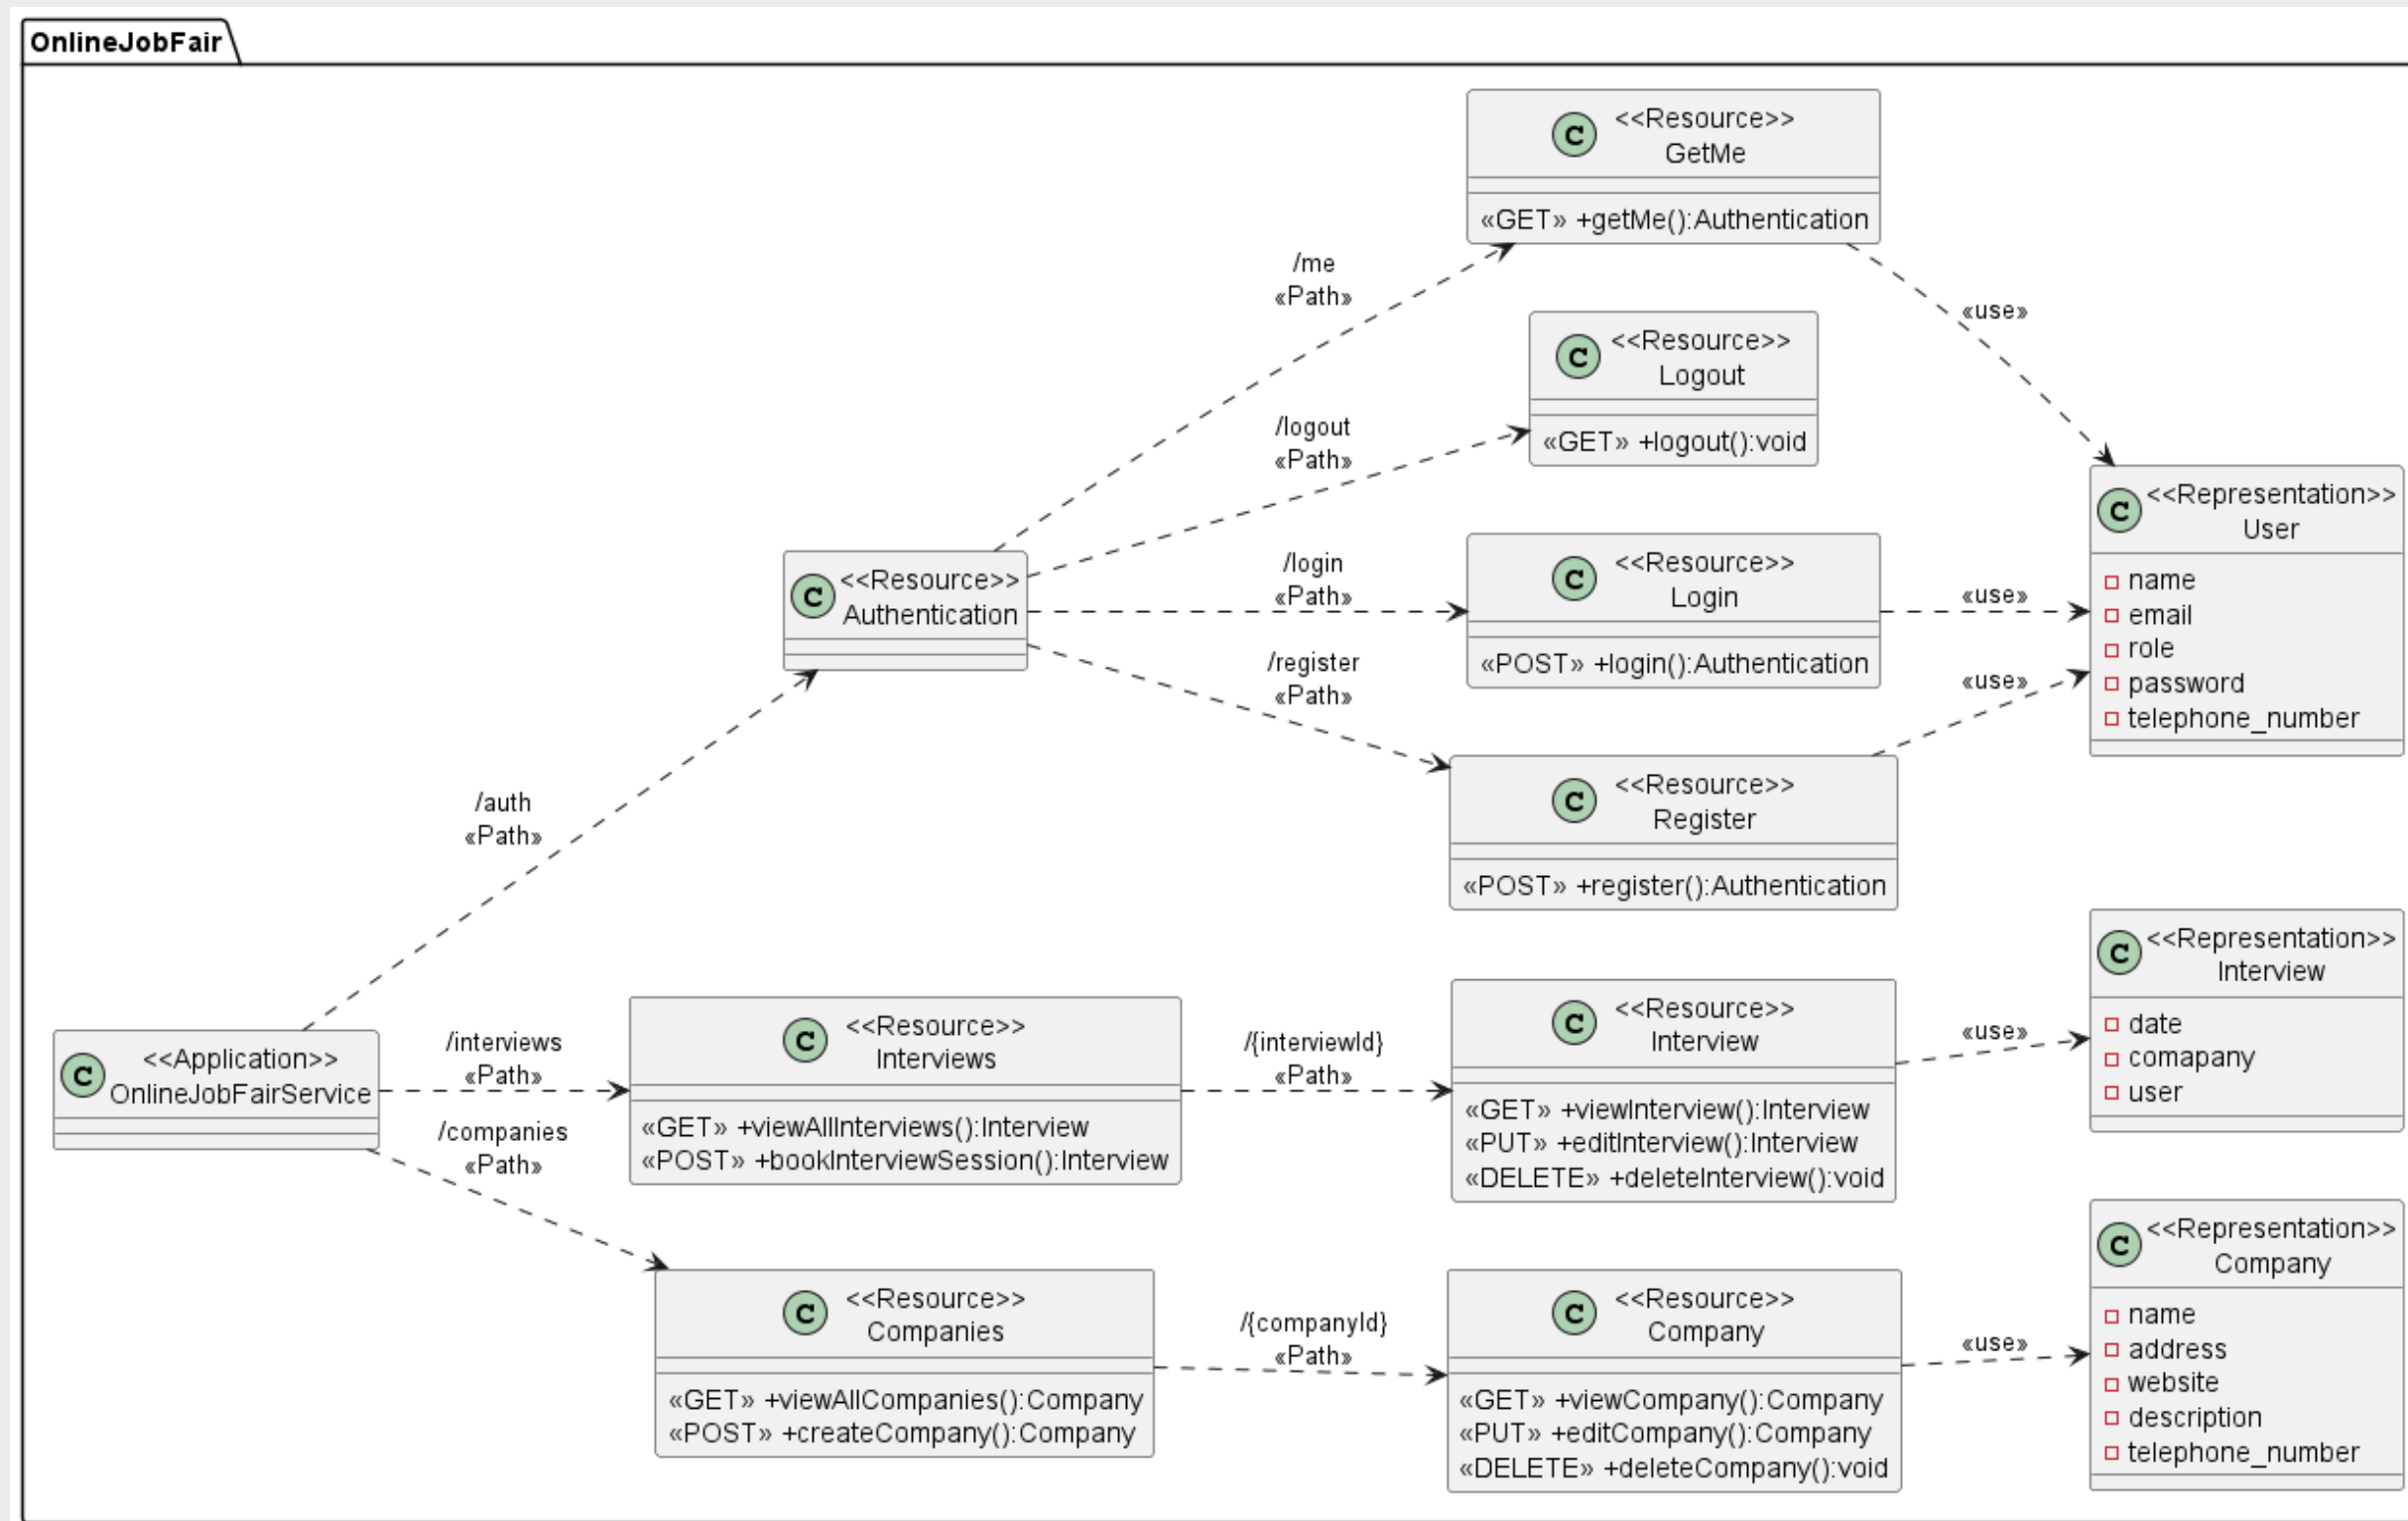 OnlineJobFair
C
<<Resource>>
GetMe
«GET» +getMe():Authentication
/me
«Path»
«use»
C
<<Resource>>
Logout
«GET» +logout():void
/logout
«Path»
C
<<Representation>>
User
name
email
role
password
telephone_number
C
<<Resource>>
Authentication
/login
«Path»
C
<<Resource>>
Login
«POST» +login():Authentication
«use»
/register
«Path»
«use»
C
<<Resource>>
Register
«POST» +register():Authentication
/auth
«Path»
C
<<Application>>
OnlineJobFairService
/interviews
«Path»
C
<<Resource>>
Interviews
«GET» +viewAllInterviews():Interview
«POST» +bookInterviewSession():Interview
/{interviewId}
«Path»
C
<<Resource>>
Interview
«GET» +viewInterview():Interview
«PUT» +editInterview():Interview
«DELETE» +deleteInterview():void
«use»
C
<<Representation>>
Interview
date
comapany
user
/companies
«Path»
C
<<Resource>>
Companies
«GET» +viewAllCompanies():Company
«POST» +createCompany():Company
/{companyId}
«Path»
C
<<Resource>>
Company
«GET» +viewCompany():Company
«PUT» +editCompany():Company
«DELETE» +deleteCompany():void
«use»
C
<<Representation>>
Company
name
address
website
description
telephone_number